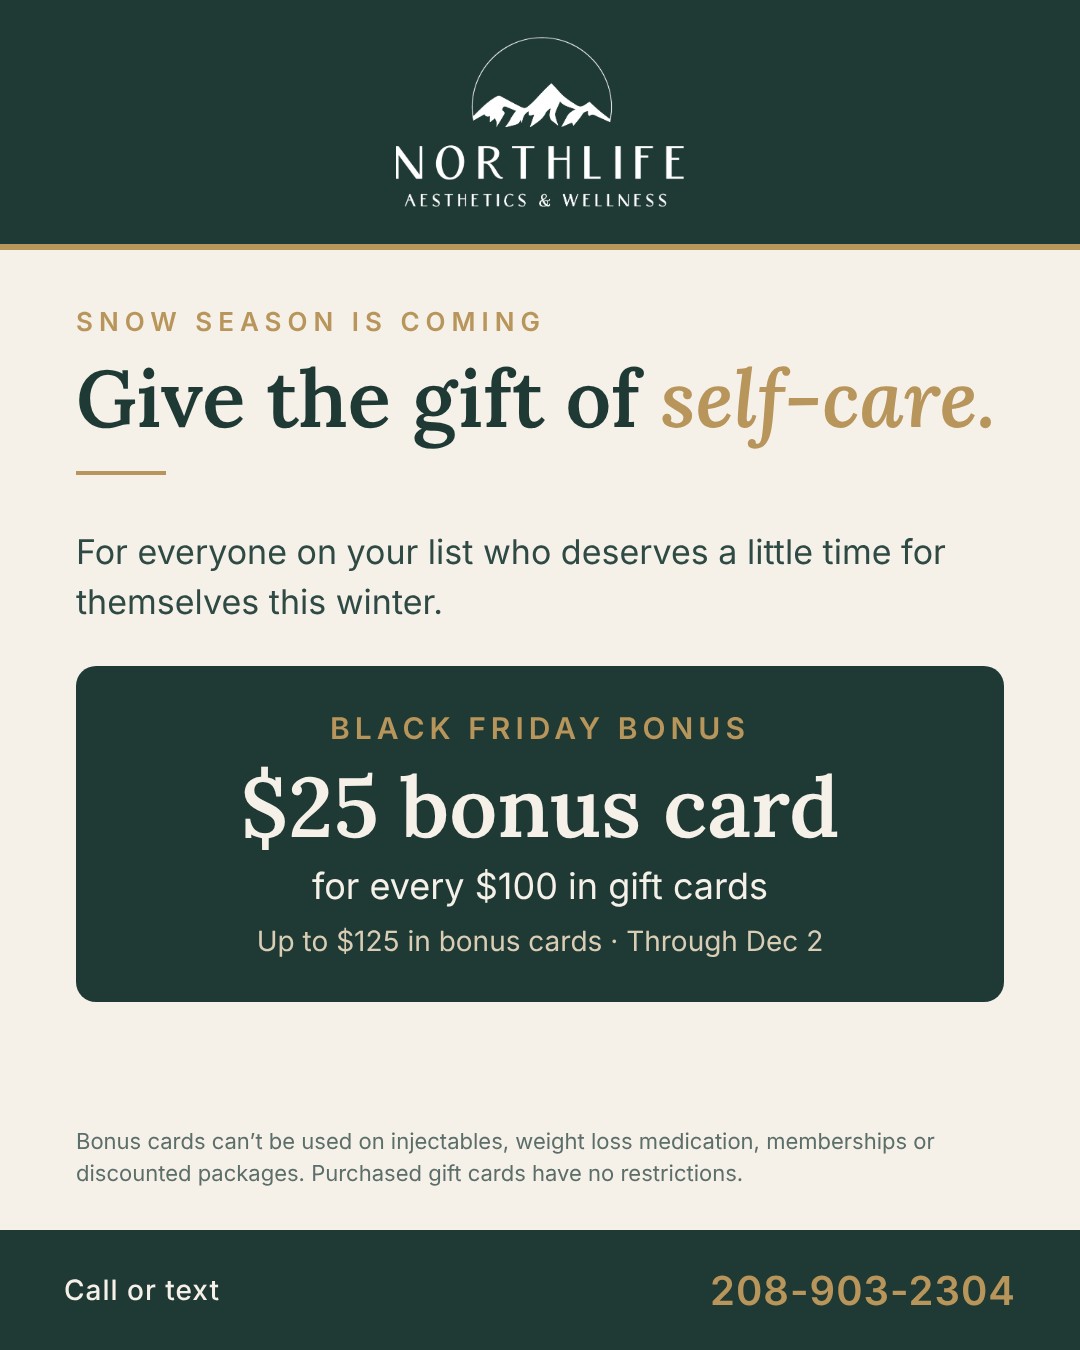 NORTHLIFE
AESTHETICS & WELLNESS
SNOW SEASON IS COMING
Give the gift of self-care.
For everyone on your list who deserves a little time for
themselves this winter.
BLACK FRIDAY BONUS
$25 bonus card
for every $100 in gift cards
Up to $125 in bonus cards · Through Dec 2
Bonus cards can’t be used on injectables, weight loss medication, memberships or
discounted packages. Purchased gift cards have no restrictions.
Call or text
208-903-2304